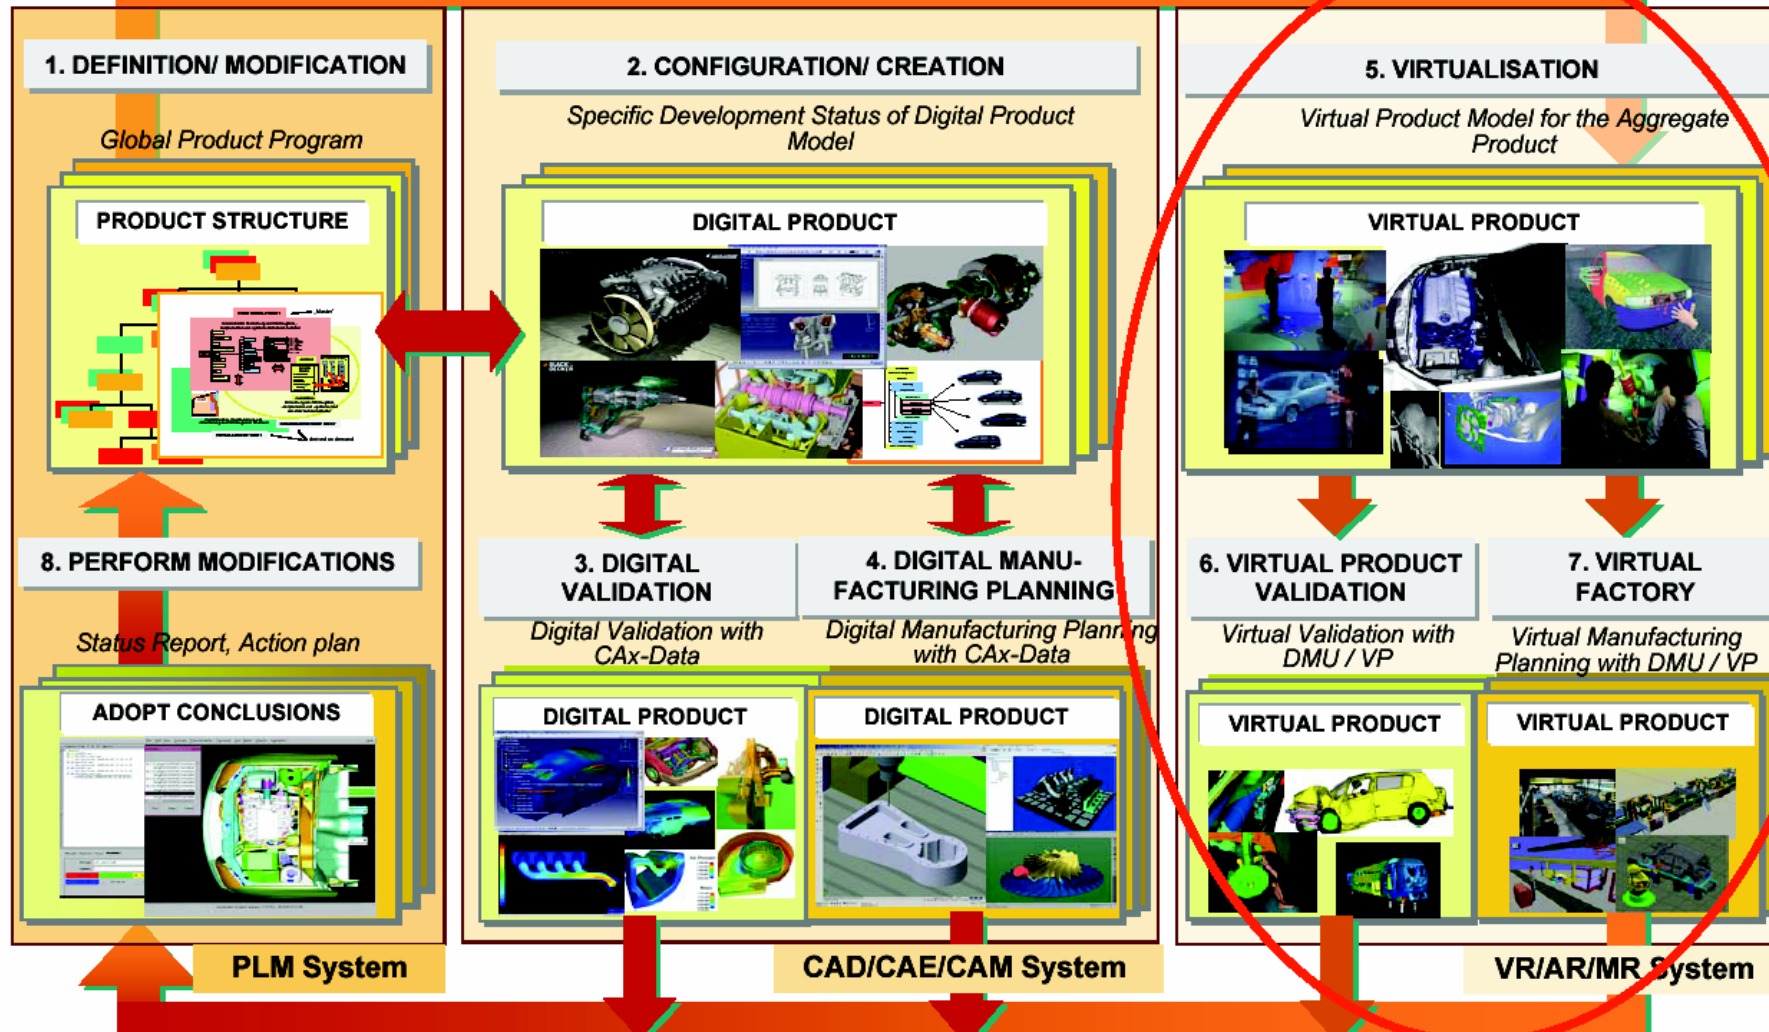 1. DEFINITION/ MODIFICATION
Global Product Program
PRODUCT STRUCTURE
8. PERFORM MODIFICATIONS
Status Report, Action plan
ADOPT CONCLUSIONS
PLM System
2. CONFIGURATION/ CREATION
Specific Development Status of Digital Product
Model
DIGITAL PRODUCT
3. DIGITAL
VALIDATION
Digital Validation with
CAx-Data
DIGITAL PRODUCT
4. DIGITAL MANU-
FACTURING PLANNING
Digital Manufacturing Planning
with CAx-Data
DIGITAL PRODUCT
CAD/CAE/CAM System
5. VIRTUALISATION
Virtual Product Model for the Aggregate
Product
VIRTUAL PRODUCT
6. VIRTUAL PRODUCT
VALIDATION
Virtual Validation with
DMU / VP
VIRTUAL PRODUCT
7. VIRTUAL
FACTORY
Virtual Manufacturing
Planning with DMU / VP
VIRTUAL PRODUCT
VR/AR/MR System